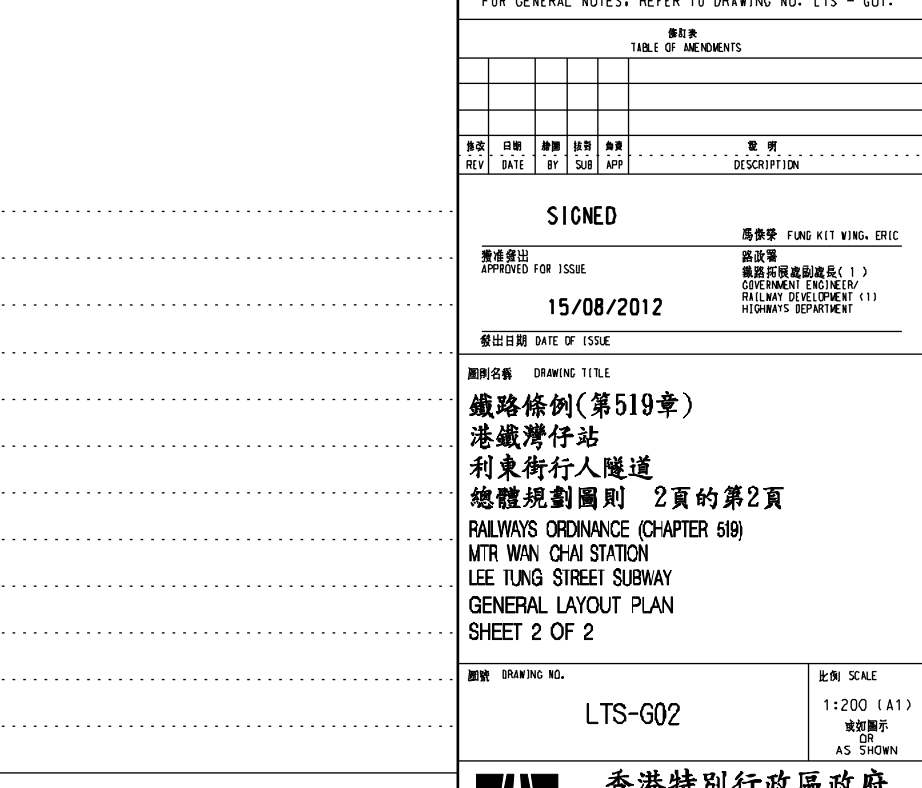 FOR GENERAL NOTES, REFER TO DRAWING NO. LTS - G01.
修訂表
TABLE OF AMENDMENTS
修改 日期 繪圖 核對 負責 說 明
REV DATE BY SUB APP DESCRIPTION
SIGNED
馮傑榮 FUNG KIT WING, ERIC
獲准發出
APPROVED FOR ISSUE
路政署
鐵路拓展處副處長(1)
GOVERNMENT ENGINEER/
RAILWAY DEVELOPMENT (1)
HIGHWAYS DEPARTMENT
15/08/2012
發出日期 DATE OF ISSUE
圖則名稱 DRAWING TITLE
鐵路條例(第519章)
港鐵灣仔站
利東街行人隧道
總體規劃圖則 2頁的第2頁
RAILWAYS ORDINANCE (CHAPTER 519)
MTR WAN CHAI STATION
LEE TUNG STREET SUBWAY
GENERAL LAYOUT PLAN
SHEET 2 OF 2
圖號 DRAWING NO.
LTS-G02
比例 SCALE
1:200 (A1)
或如圖示
OR
AS SHOWN
香港特別行政區政府